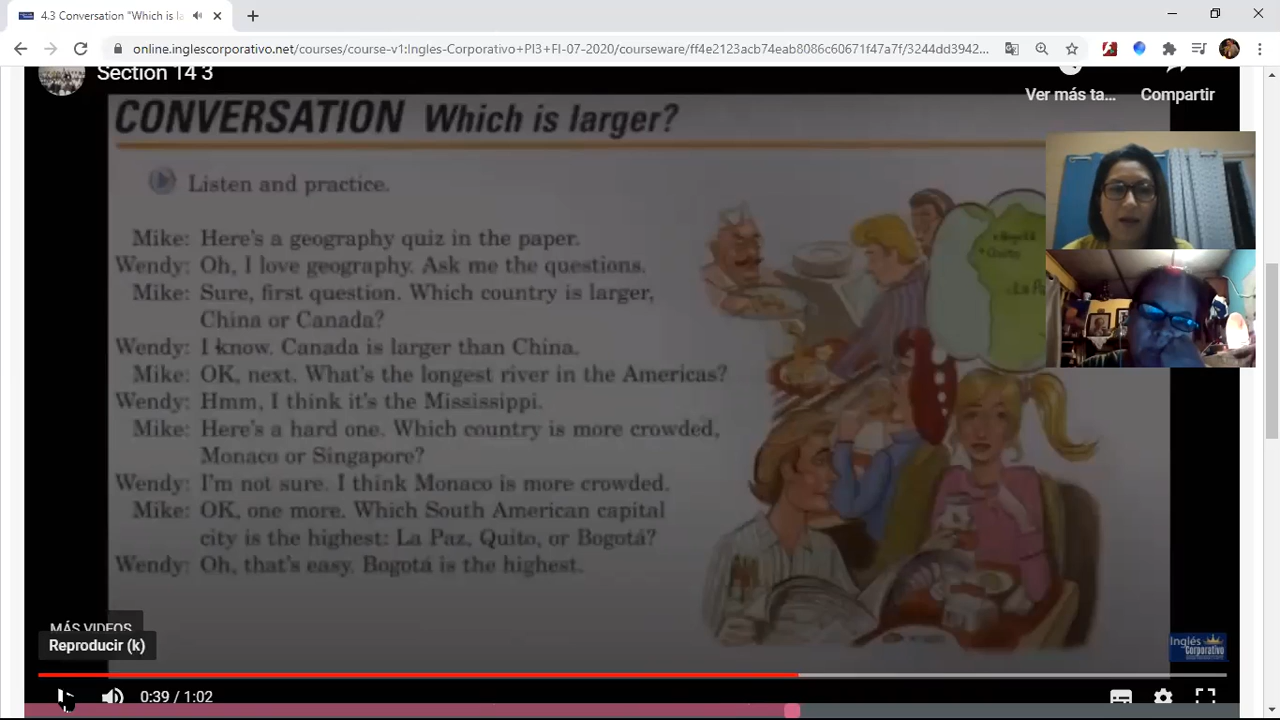 4.3 Conversation "Which is la
online.inglescorporativo.net/courses/course-v1:Ingles-Corporativo+PI3+FI-07-2020/courseware/ff4e2123adb74eab8086c60671f47a7f/3244dd3942...
Section 14 3
Ver más ta...
Compartir
CONVERSATION Which is larger?
Listen and practice.
Mike: Here's a geography quiz in the paper.
Wendy: Oh, I love geography. Ask me the questions.
Mike: Sure, first question. Which country is larger,
China or Canada?
Wendy: I know. Canada is larger than China.
Mike: OK, next. What's the longest river in the Americas?
Wendy: Hmm, I think it's the Mississippi.
Mike: Here's a hard one. Which country is more crowded,
Monaco or Singapore?
Wendy: I'm not sure. I think Monaco is more crowded.
Mike: OK, one more. Which South American capital
city is the highest: La Paz, Quito, or Bogotá?
Wendy: Oh, that's easy. Bogotá is the highest.
Bogotá
Quito
La Pa
MÁS VIDEOS
Reproducir (k)
Inglés
Corporativo
0:39 / 1:02